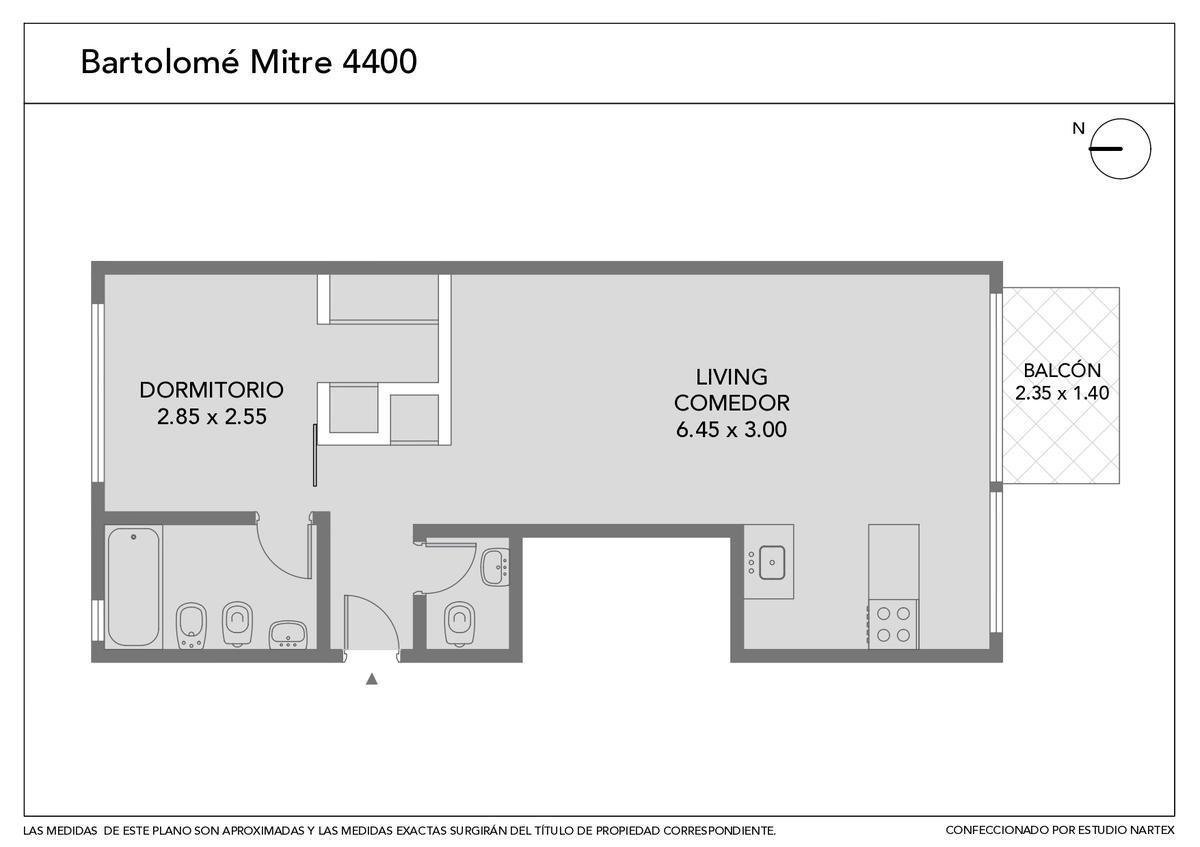 Bartolomé Mitre 4400
N
DORMITORIO
2.85 x 2.55
LIVING
COMEDOR
6.45 x 3.00
BALCÓN
2.35 x 1.40
LAS MEDIDAS DE ESTE PLANO SON APROXIMADAS Y LAS MEDIDAS EXACTAS SURGIRÁN DEL TÍTULO DE PROPIEDAD CORRESPONDIENTE.
CONFECCIONADO POR ESTUDIO NARTEX